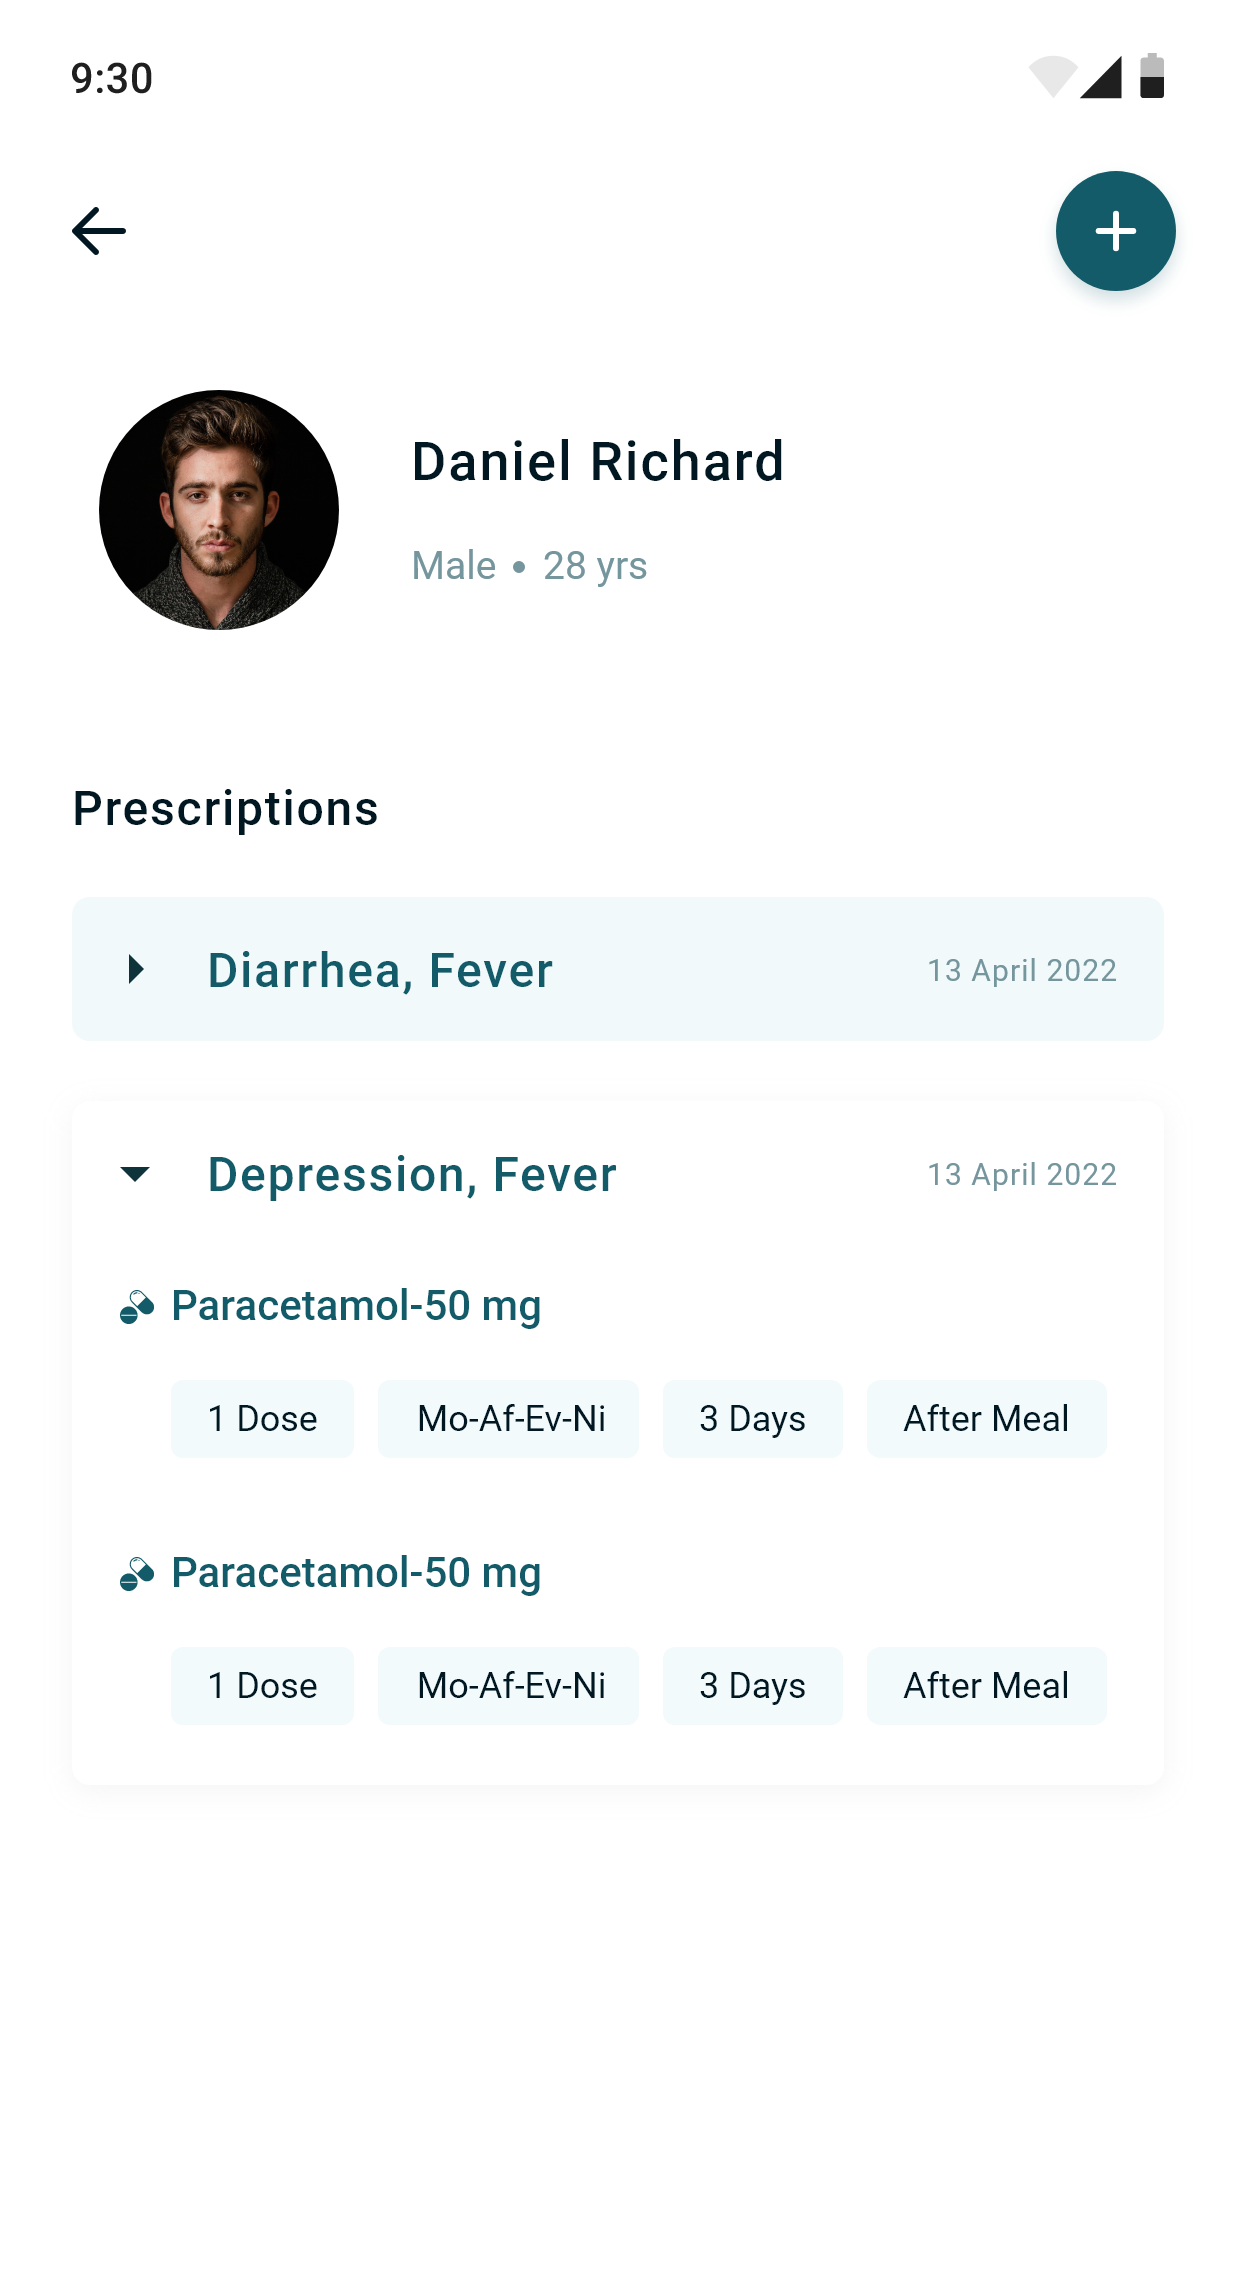 9:30
Daniel Richard
Male • 28 yrs
Prescriptions
Diarrhea, Fever 13 April 2022
Depression, Fever 13 April 2022
Paracetamol-50 mg
1 Dose Mo-Af-Ev-Ni 3 Days After Meal
Paracetamol-50 mg
1 Dose Mo-Af-Ev-Ni 3 Days After Meal